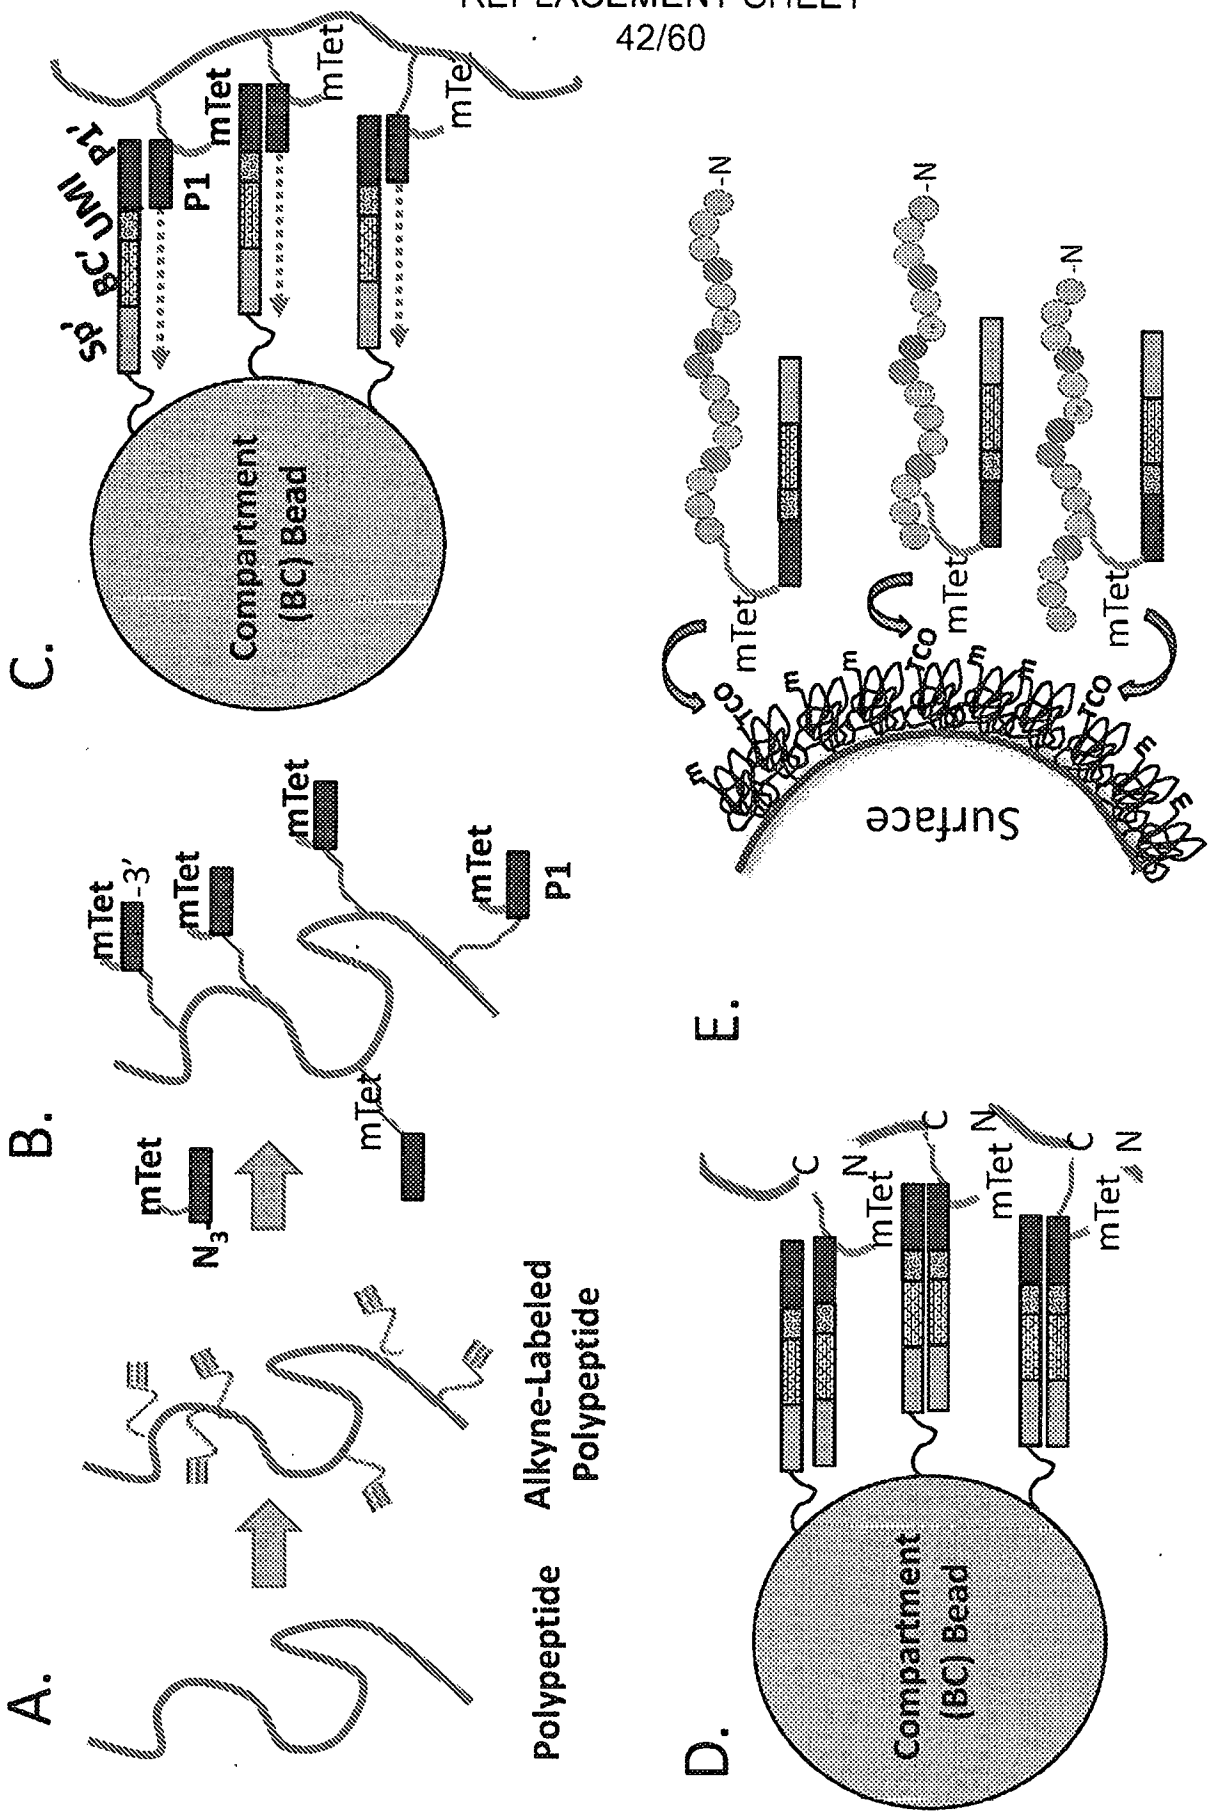 REPLACEMENT SHEET
42/60
A.
Polypeptide
Alkyne-Labeled
Polypeptide
B.
mTet
N3
mTet
-3'
mTet
mTet
mTet
mTet
P1
C.
Compartment
(BC) Bead
Sp' BC' UMI P1'
P1
mTet
mTet
mTet
D.
Compartment
(BC) Bead
C
N
mTet
C
N
mTet
C
mTet
N
E.
Surface
m
TCO
m
m
TCO
m
m
TCO
m
m
mTet
mTet
mTet
-N
-N
-N